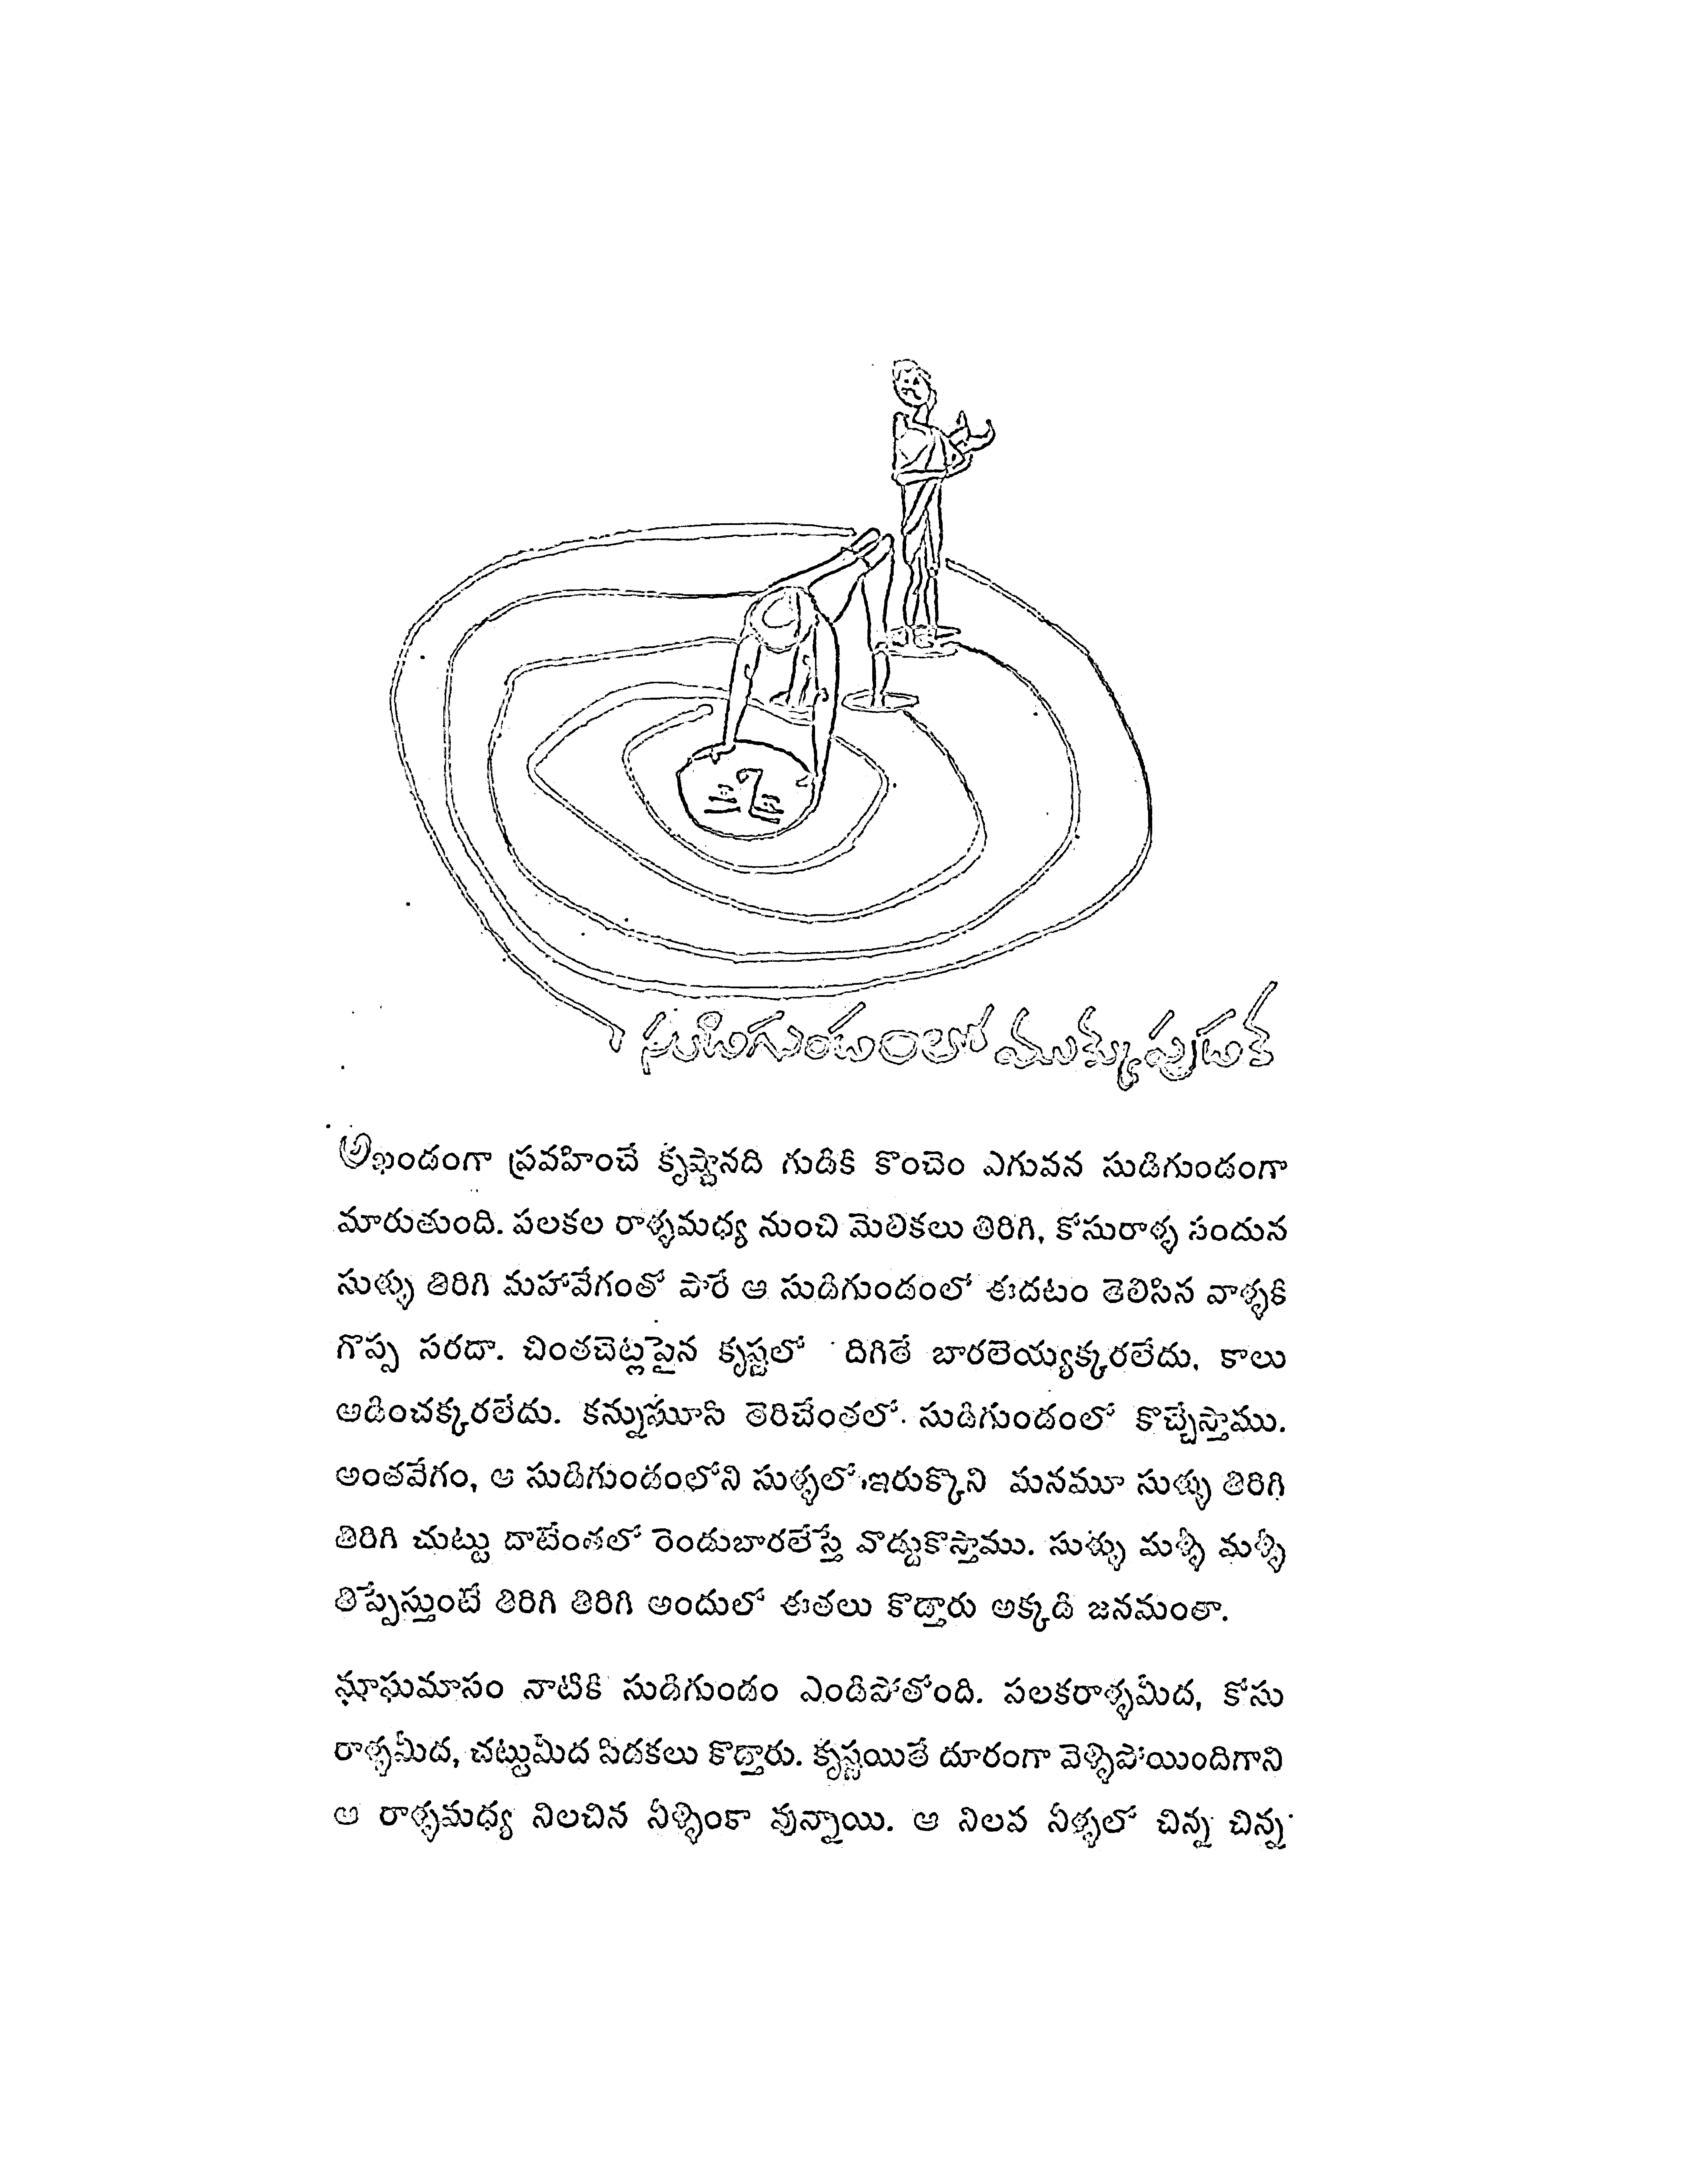 సుడిగుండంలో ముక్కుపుడక
అఖండంగా ప్రవహించే కృష్ణానది గుడికి కొంచెం ఎగువన సుడిగుండంగా
మారుతుంది. పలకల రాళ్ళమధ్య నుంచి మెలికలు తిరిగి, కోసురాళ్ళ సందున
సుళ్ళు తిరిగి మహావేగంతో పారే ఆ సుడిగుండంలో ఈదటం తెలిసిన వాళ్ళకి
గొప్ప సరదా. చింతచెట్లపైన కృష్ణలో దిగితే బారలెయ్యక్కరలేదు, కాలు
అడించక్కరలేదు. కన్నుమూసి తెరిచేంతలో సుడిగుండంలో కొచ్చేస్తాము.
అంతవేగం, ఆ సుడిగుండంలోని సుళ్ళలో ఇరుక్కొని మనమూ సుళ్ళు తిరిగి
తిరిగి చుట్టు దాటేంతలో రెండుబారలేస్తే వొడ్డుకొస్తాము. సుళ్ళు మళ్ళీ మళ్ళీ
తిప్పేస్తుంటే తిరిగి తిరిగి అందులో ఈతలు కొడ్తారు అక్కడి జనమంతా.
మాఘమాసం నాటికి సుడిగుండం ఎండిపోతోంది. పలకరాళ్ళమీద, కోసు
రాళ్ళమీద, చట్టుమీద పిడకలు కొడ్తారు. కృష్ణయితే దూరంగా వెళ్ళిపోయిందిగాని
ఆ రాళ్ళమధ్య నిలచిన నీళ్ళింకా వున్నాయి. ఆ నిలవ నీళ్ళలో చిన్న చిన్న